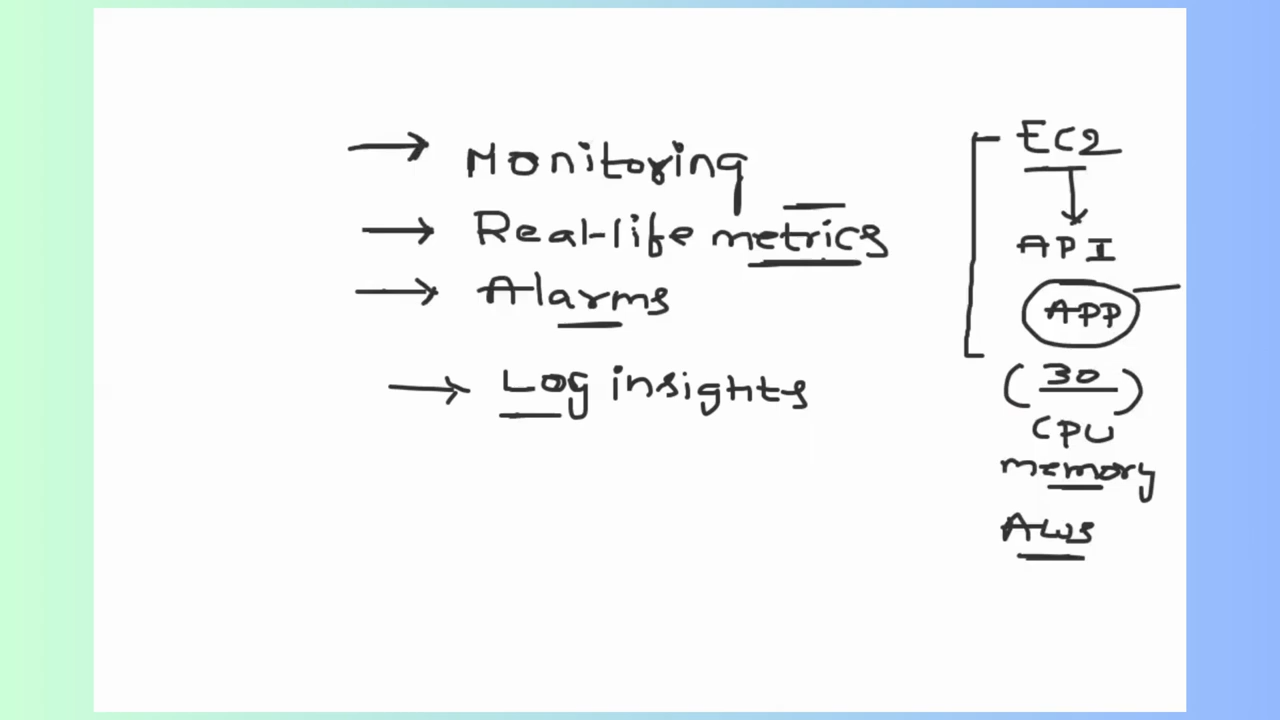 → Monitoring
→ Real-life metrics
→ Alarms
→ Log insights
EC2
API
APP
(30)
CPU
memory
AWS